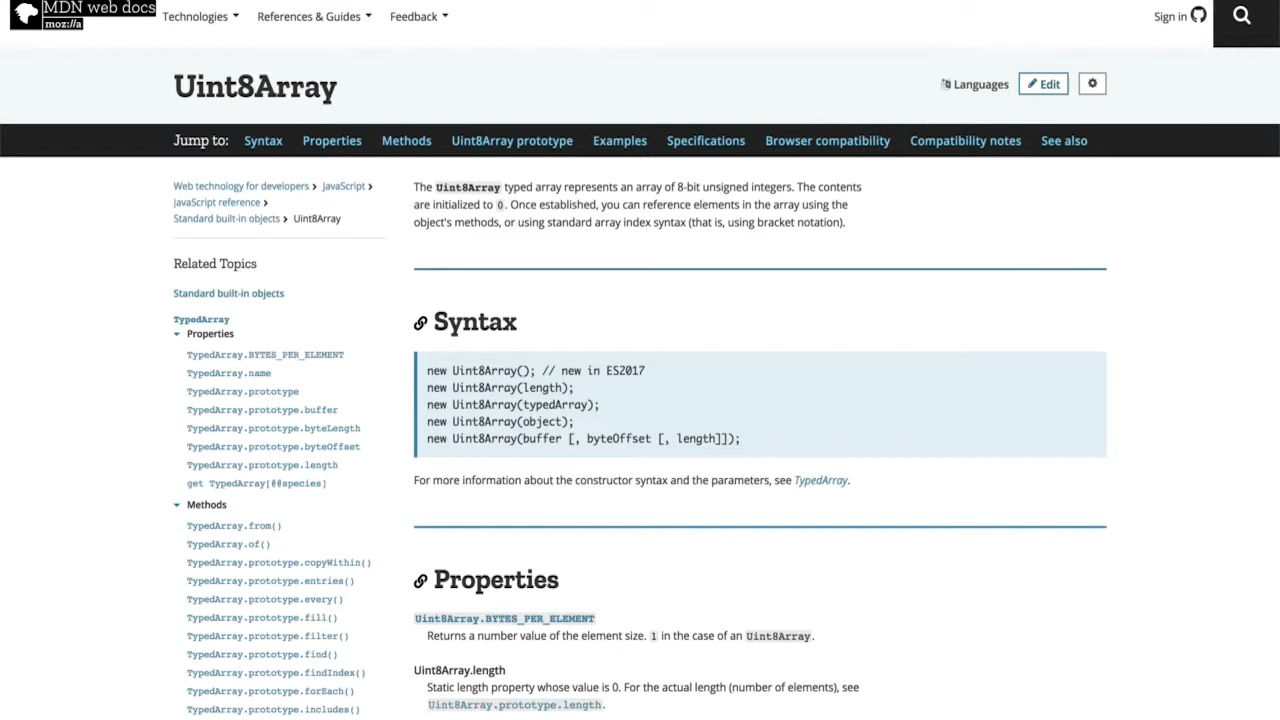 MDN web docs
moz://a
Technologies References & Guides Feedback
Sign in
Uint8Array
Languages Edit
Jump to: Syntax Properties Methods Uint8Array prototype Examples Specifications Browser compatibility Compatibility notes See also
Web technology for developers JavaScript
JavaScript reference
Standard built-in objects Uint8Array
Related Topics
Standard built-in objects
TypedArray
Properties
TypedArray.BYTES_PER_ELEMENT
TypedArray.name
TypedArray.prototype
TypedArray.prototype.buffer
TypedArray.prototype.byteLength
TypedArray.prototype.byteOffset
TypedArray.prototype.length
get TypedArray[@@species]
Methods
TypedArray.from()
TypedArray.of()
TypedArray.prototype.copyWithin()
TypedArray.prototype.entries()
TypedArray.prototype.every()
TypedArray.prototype.fill()
TypedArray.prototype.filter()
TypedArray.prototype.find()
TypedArray.prototype.findIndex()
TypedArray.prototype.forEach()
TypedArray.prototype.includes()
The Uint8Array typed array represents an array of 8-bit unsigned integers. The contents
are initialized to 0. Once established, you can reference elements in the array using the
object's methods, or using standard array index syntax (that is, using bracket notation).
Syntax
new Uint8Array(); // new in ES2017
new Uint8Array(length);
new Uint8Array(typedArray);
new Uint8Array(object);
new Uint8Array(buffer [, byteOffset [, length]]);
For more information about the constructor syntax and the parameters, see TypedArray.
Properties
Uint8Array.BYTES_PER_ELEMENT
Returns a number value of the element size. 1 in the case of an Uint8Array.
Uint8Array.length
Static length property whose value is 0. For the actual length (number of elements), see
Uint8Array.prototype.length.